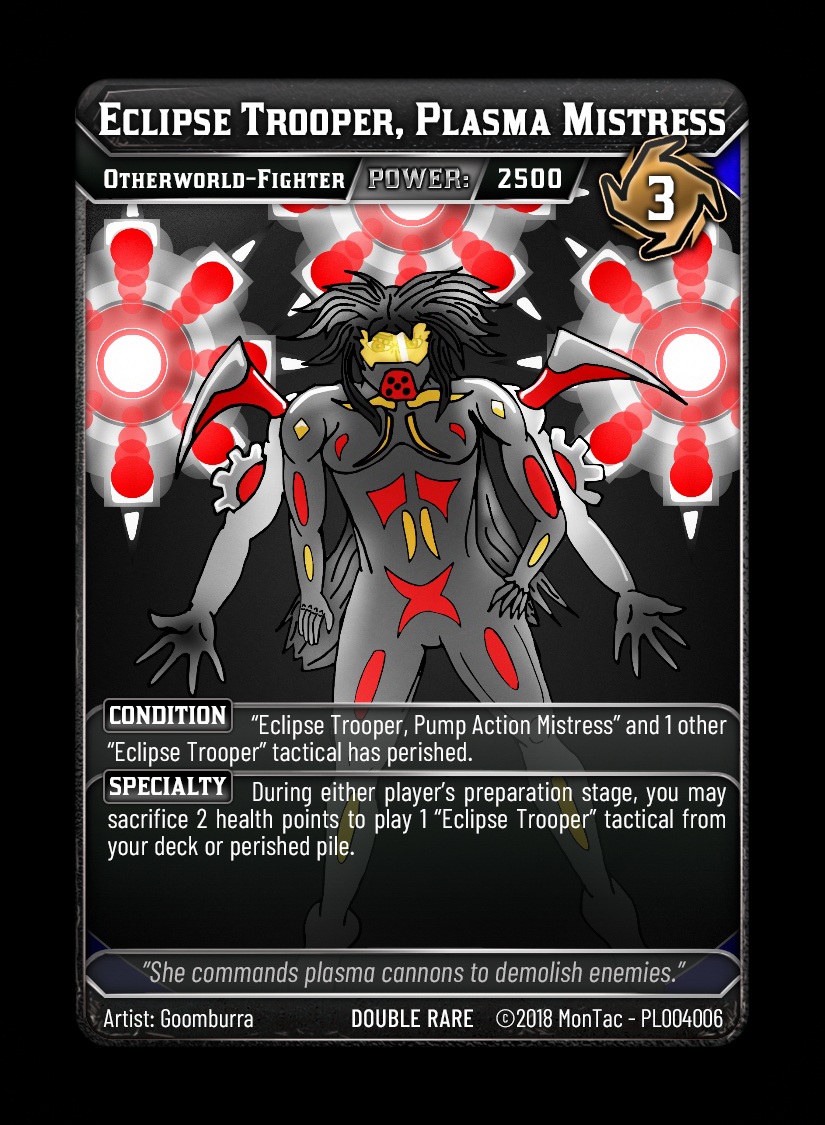 Eclipse Trooper, Plasma Mistress
Otherworld-Fighter POWER: 2500
3
CONDITION "Eclipse Trooper, Pump Action Mistress" and 1 other
"Eclipse Trooper" tactical has perished.
SPECIALTY During either player's preparation stage, you may
sacrifice 2 health points to play 1 "Eclipse Trooper" tactical from
your deck or perished pile.
"She commands plasma cannons to demolish enemies."
Artist: Goomburra DOUBLE RARE ©2018 MonTac - PL004006